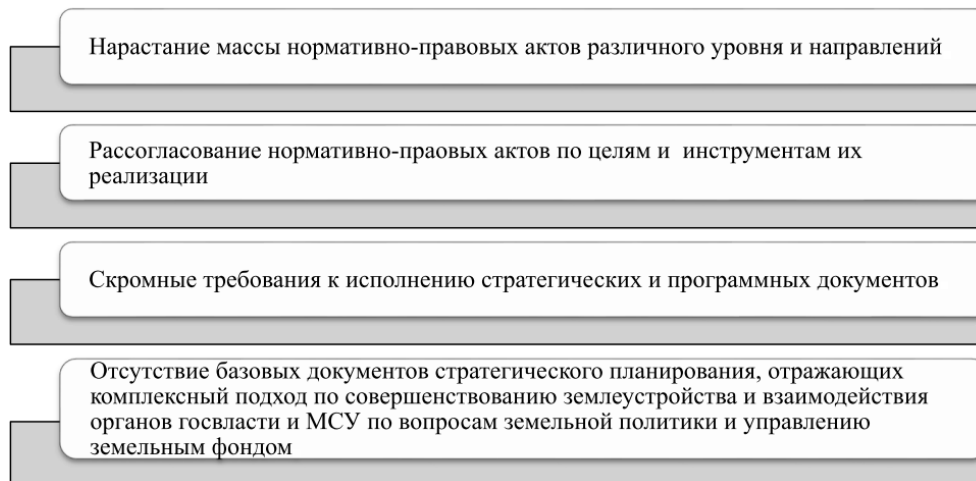 Нарастание массы нормативно-правовых актов различного уровня и направлений
Рассогласование нормативно-праовых актов по целям и инструментам их
реализации
Скромные требования к исполнению стратегических и программных документов
Отсутствие базовых документов стратегического планирования, отражающих
комплексный подход по совершенствованию землеустройства и взаимодействия
органов госвласти и МСУ по вопросам земельной политики и управлению
земельным фондом